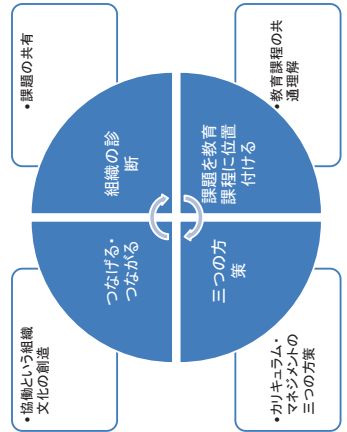 •協働という組織
文化の創造
•課題の共有
つなげる・
つながる
組織の診
断
三つの方
策
課題を教育
課程に位置
付ける
•カリキュラム・
マネジメントの
三つの方策
•教育課程の共
通理解